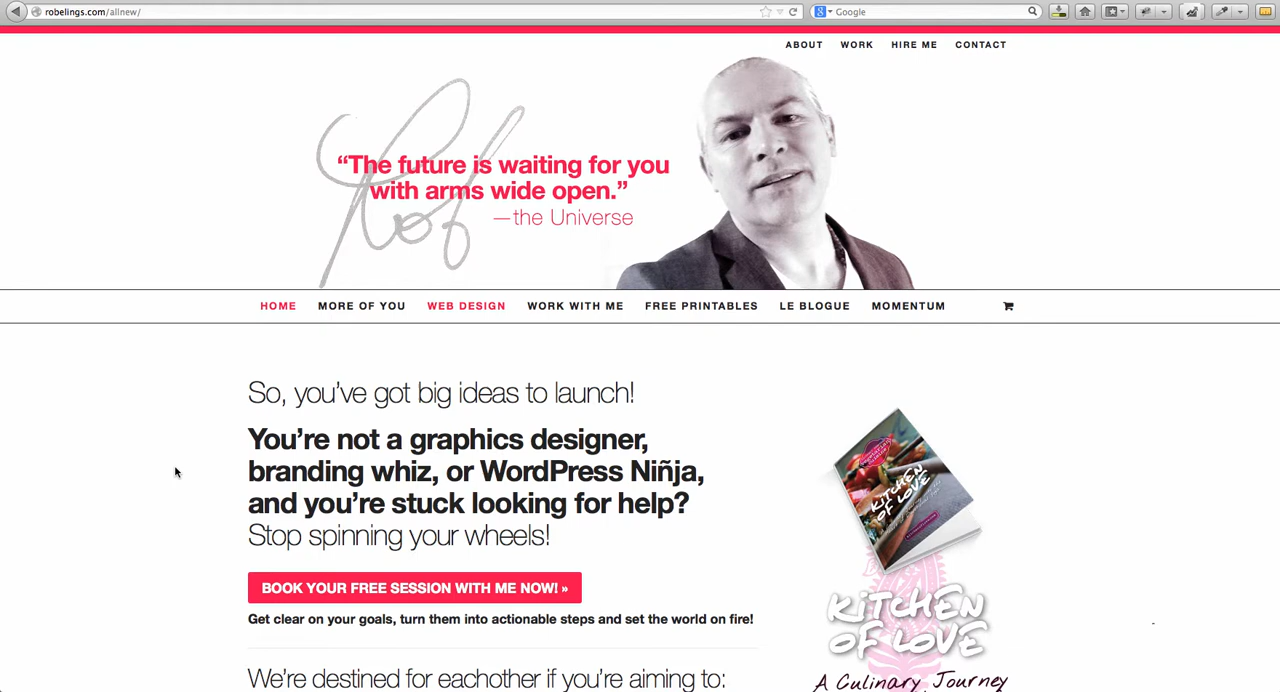 robelings.com/allnew/
Google
ABOUT WORK HIRE ME CONTACT
Rob
“The future is waiting for you
with arms wide open.”
—the Universe
HOME MORE OF YOU WEB DESIGN WORK WITH ME FREE PRINTABLES LE BLOGUE MOMENTUM
So, you’ve got big ideas to launch!
You’re not a graphics designer,
branding whiz, or WordPress Niñja,
and you’re stuck looking for help?
Stop spinning your wheels!
BOOK YOUR FREE SESSION WITH ME NOW! »
Get clear on your goals, turn them into actionable steps and set the world on fire!
We’re destined for eachother if you’re aiming to:
KITCHEN
OF LOVE
KITCHEN
OF LOVE
A Culinary Journey